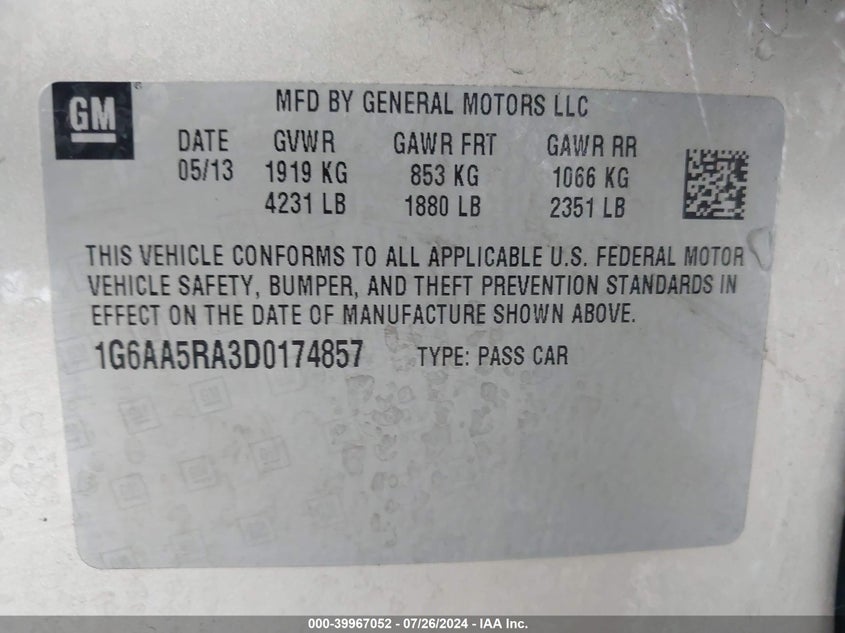 GM
MFD BY GENERAL MOTORS LLC
DATE GVWR GAWR FRT GAWR RR
05/13 1919 KG 853 KG 1066 KG
4231 LB 1880 LB 2351 LB
THIS VEHICLE CONFORMS TO ALL APPLICABLE U.S. FEDERAL MOTOR
VEHICLE SAFETY, BUMPER, AND THEFT PREVENTION STANDARDS IN
EFFECT ON THE DATE OF MANUFACTURE SHOWN ABOVE.
1G6AA5RA3D0174857 TYPE: PASS CAR
000-39967052 / 07/26/2024 / IAA Inc.